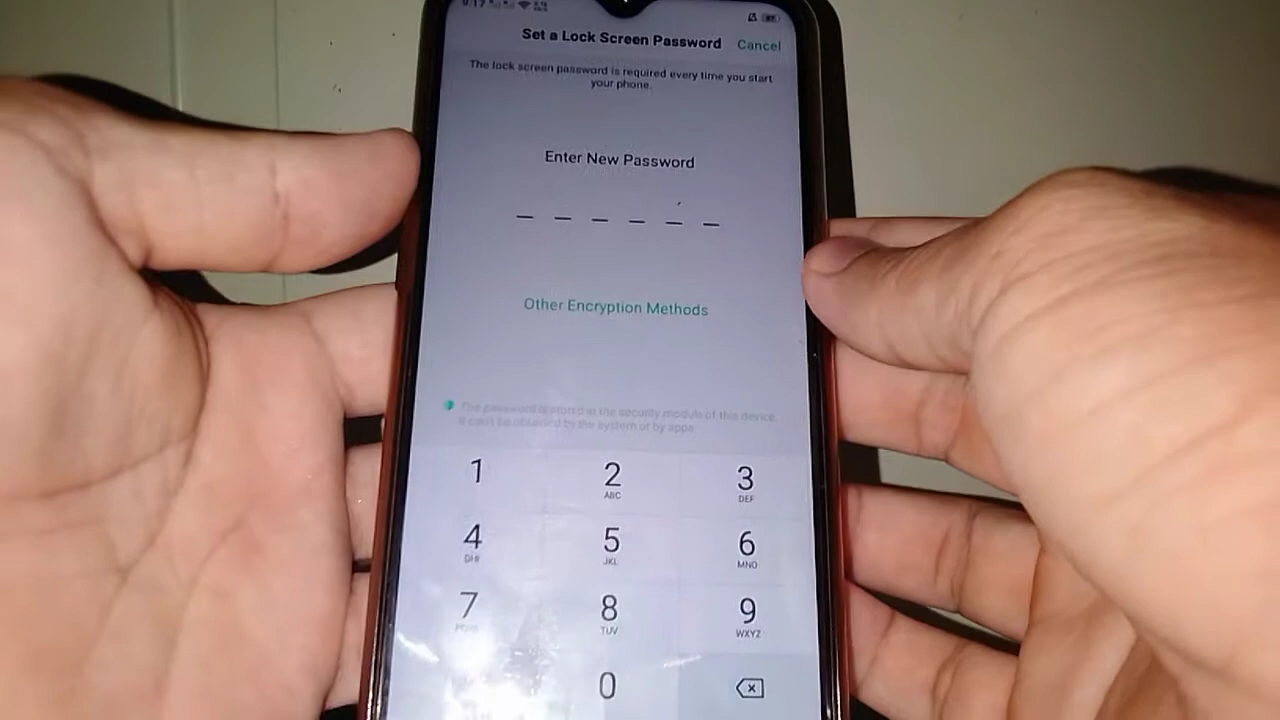 9:17
Set a Lock Screen Password Cancel
The lock screen password is required every time you start
your phone.
Enter New Password
Other Encryption Methods
The password is stored in the security module of this device.
It can't be obtained by the system or by apps.
1 2 3
ABC DEF
4 5 6
GHI JKL MNO
7 8 9
PQRS TUV WXYZ
0